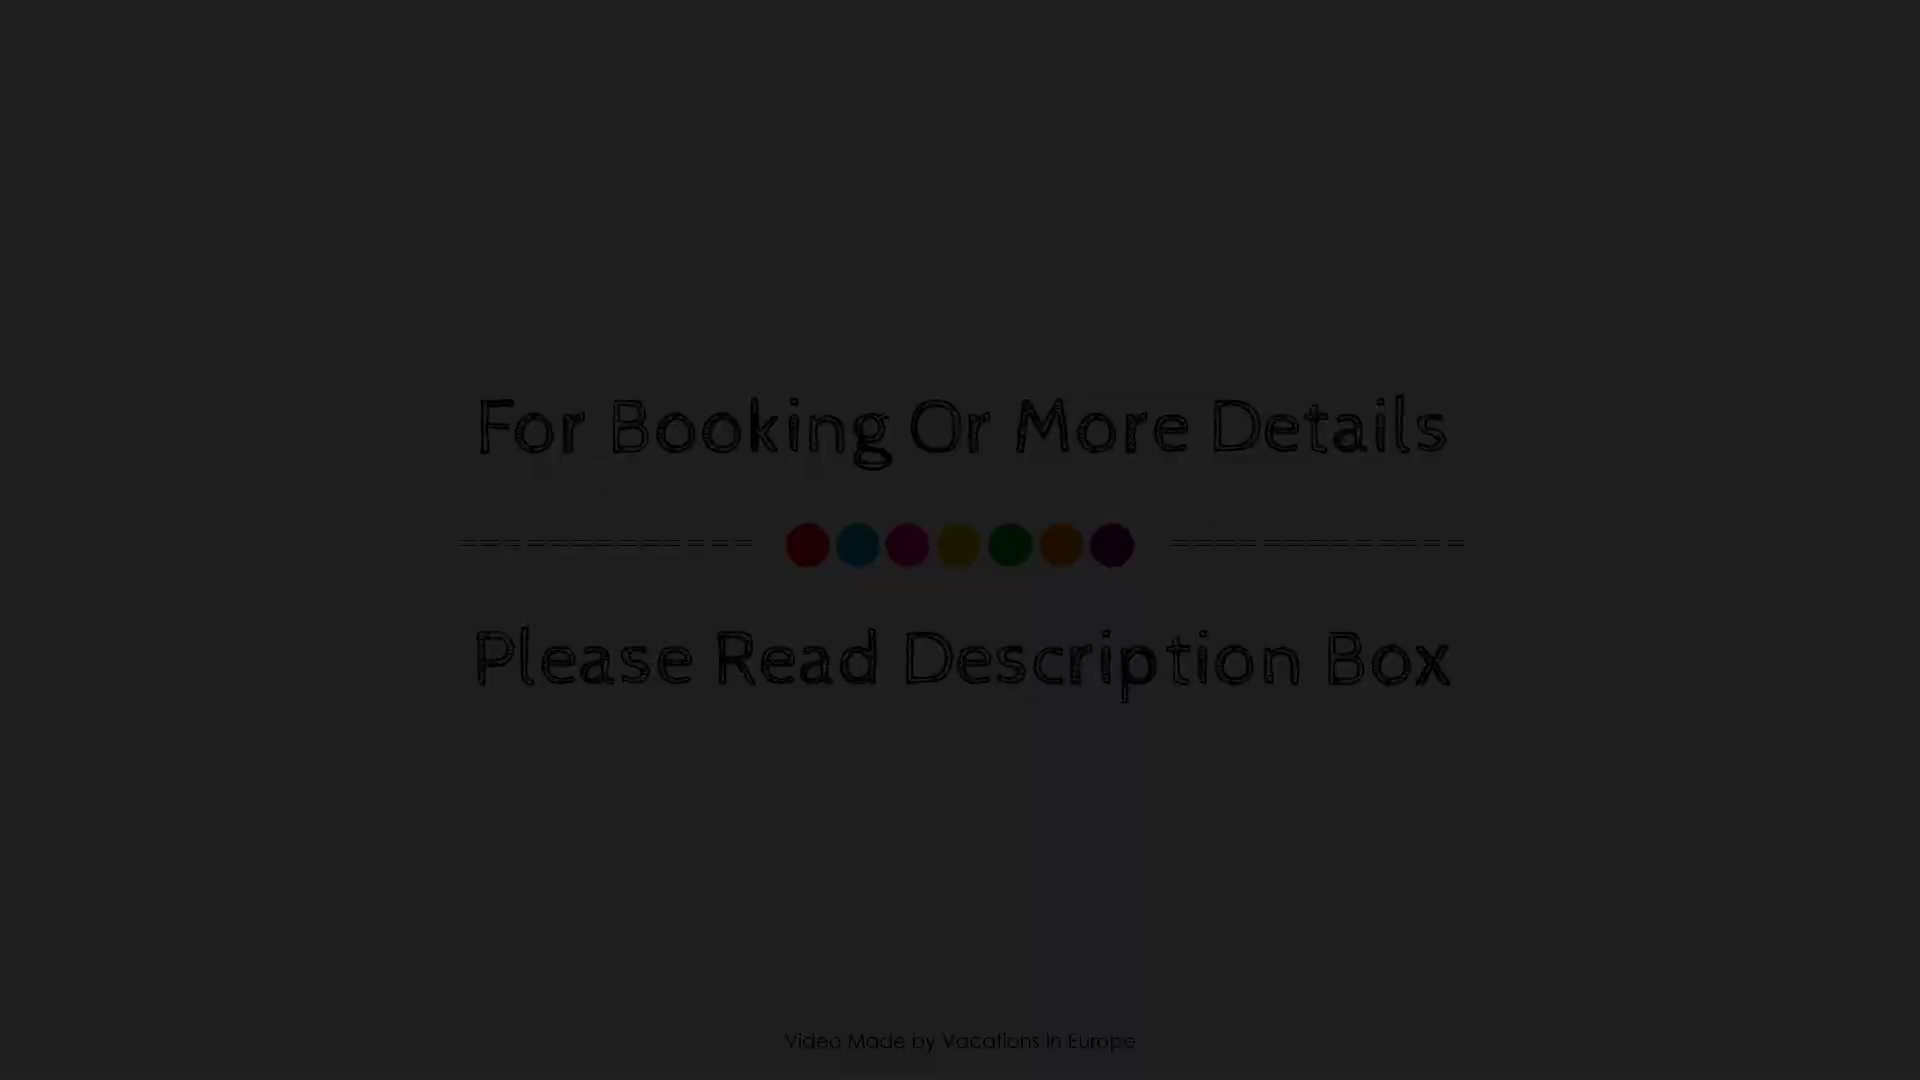 For Booking Or More Details
Please Read Description Box
Video Made by Vacations in Europe